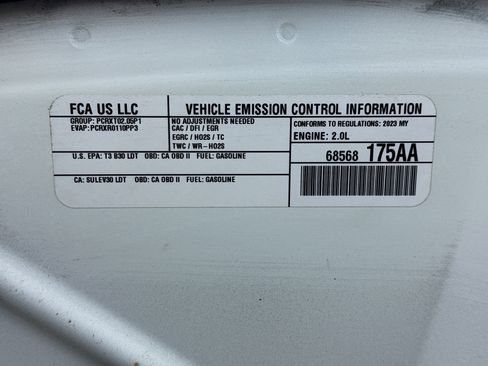 FCA US LLC
VEHICLE EMISSION CONTROL INFORMATION
GROUP: PCRXT02.05P1
EVAP: PCRXR0110PP3
NO ADJUSTMENTS NEEDED
CAC / DFI / EGR
EGRC / HO2S / TC
TWC / WR-HO2S
CONFORMS TO REGULATIONS: 2023 MY
ENGINE: 2.0L
U.S. EPA: T3 B30 LDT OBD: CA OBD II FUEL: GASOLINE
68568 175AA
CA: SULEV30 LDT OBD: CA OBD II FUEL: GASOLINE